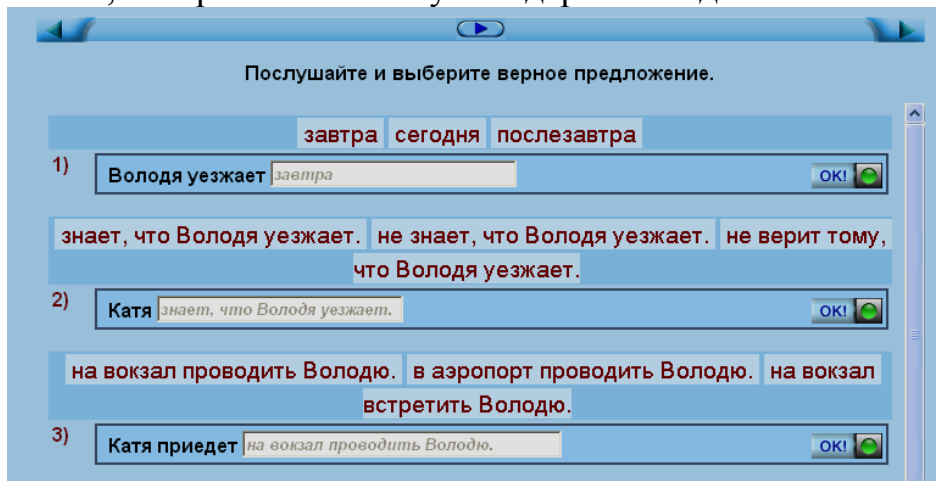 Послушайте и выберите верное предложение.
завтра сегодня послезавтра
1) Володя уезжает завтра OK!
знает, что Володя уезжает. не знает, что Володя уезжает. не верит тому,
что Володя уезжает.
2) Катя знает, что Володя уезжает. OK!
на вокзал проводить Володю. в аэропорт проводить Володю. на вокзал
встретить Володю.
3) Катя приедет на вокзал проводить Володю. OK!